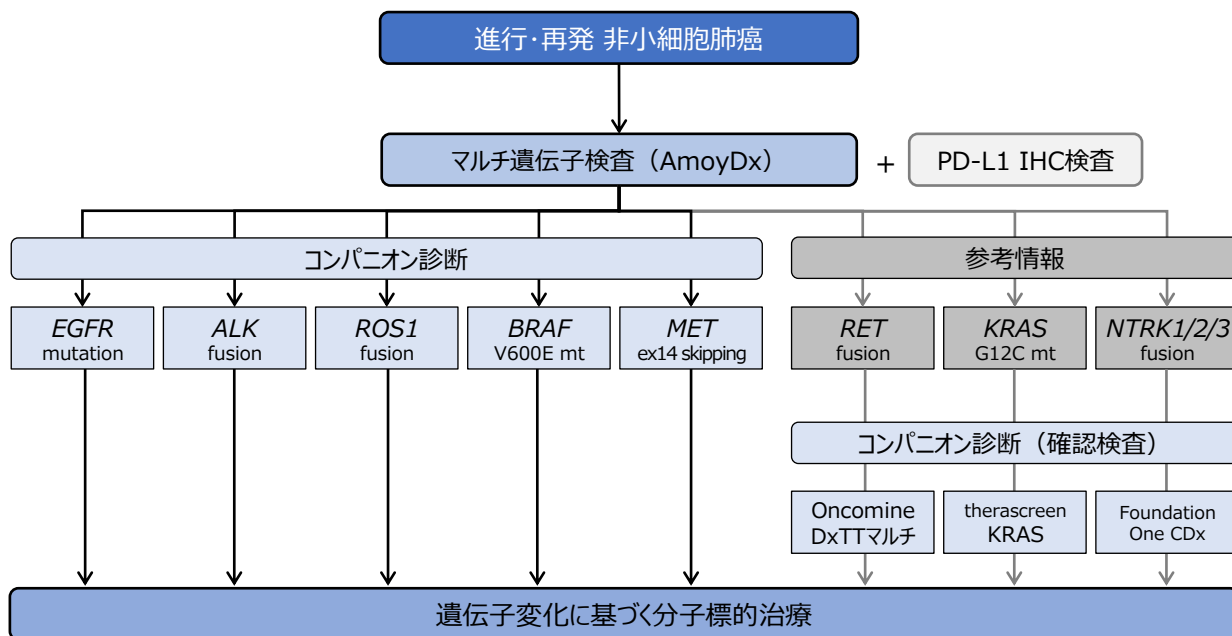 進行･再発 非小細胞肺癌
マルチ遺伝子検査（AmoyDx）
+
PD-L1 IHC検査
コンパニオン診断
参考情報
EGFR
mutation
ALK
fusion
ROS1
fusion
BRAF
V600E mt
MET
ex14 skipping
RET
fusion
KRAS
G12C mt
NTRK1/2/3
fusion
コンパニオン診断（確認検査）
Oncomine
DxTTマルチ
therascreen
KRAS
Foundation
One CDx
遺伝子変化に基づく分子標的治療